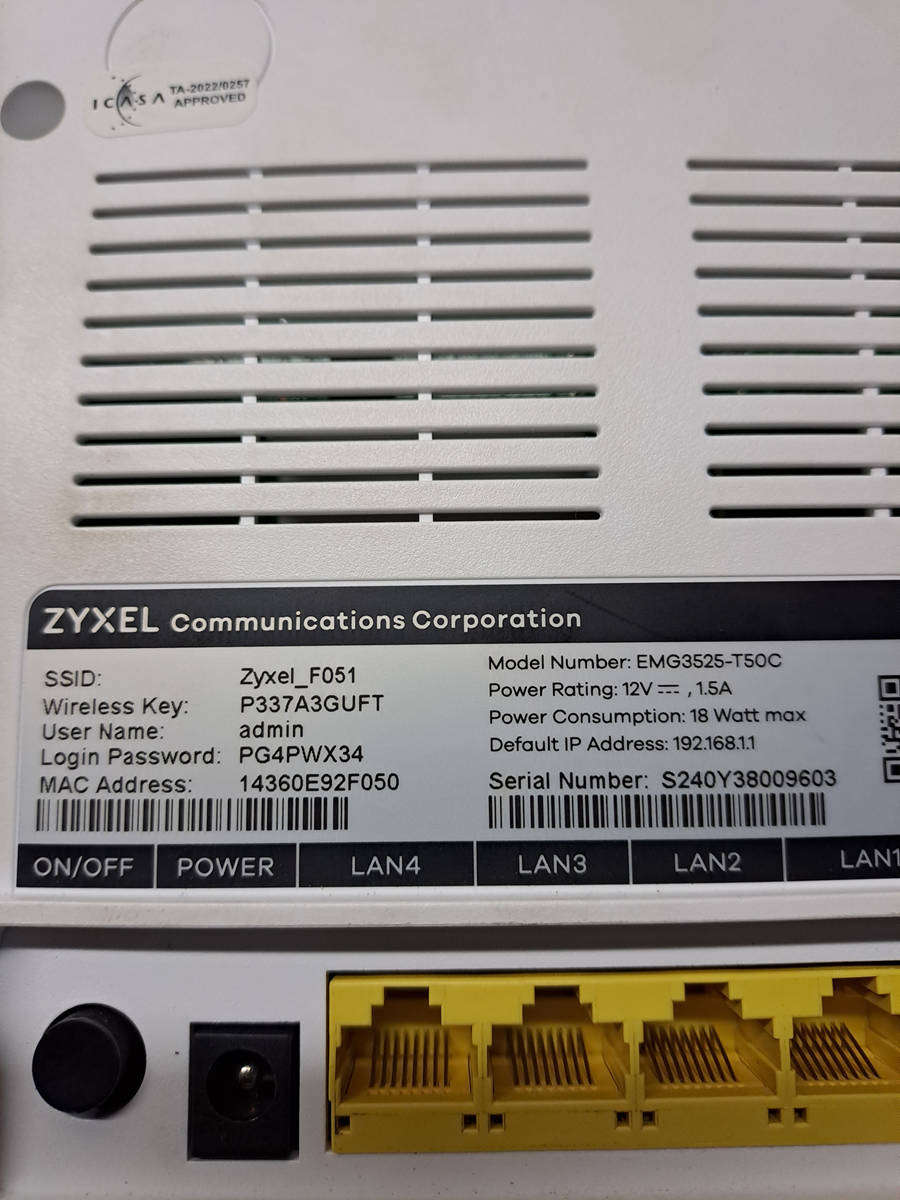 ICASA TA-2022/0257
APPROVED
ZYXEL Communications Corporation
SSID: Zyxel_F051
Wireless Key: P337A3GUFT
User Name: admin
Login Password: PG4PWX34
MAC Address: 14360E92F050
Model Number: EMG3525-T50C
Power Rating: 12V ⎓ , 1.5A
Power Consumption: 18 Watt max
Default IP Address: 192.168.1.1
Serial Number: S240Y38009603
ON/OFF POWER LAN4 LAN3 LAN2 LAN1